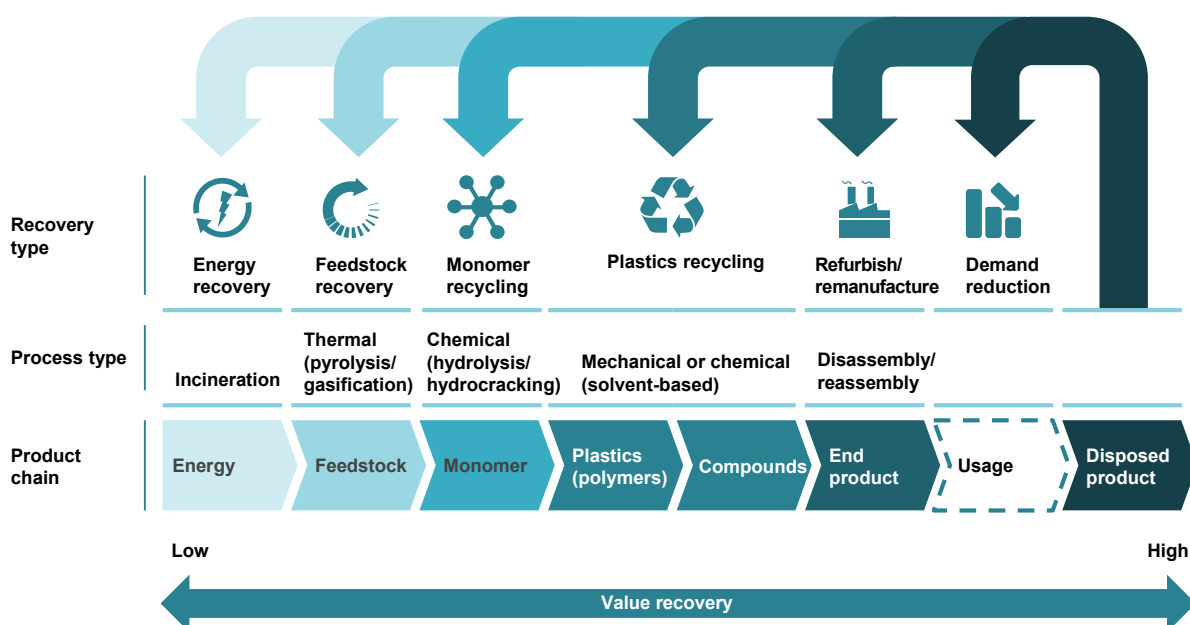 Recovery
type
Energy
recovery
Feedstock
recovery
Monomer
recycling
Plastics recycling
Refurbish/
remanufacture
Demand
reduction
Process type
Incineration
Thermal
(pyrolysis/
gasification)
Chemical
(hydrolysis/
hydrocracking)
Mechanical or chemical
(solvent-based)
Disassembly/
reassembly
Product
chain
Energy
Feedstock
Monomer
Plastics
(polymers)
Compounds
End
product
Usage
Disposed
product
Low
High
Value recovery